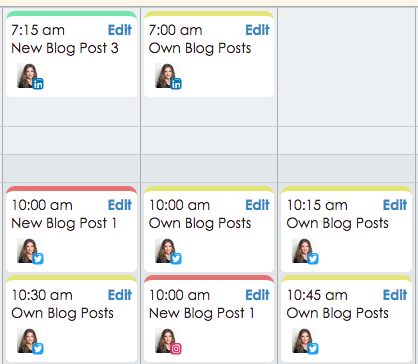 7:15 am Edit
New Blog Post 3
in
7:00 am Edit
Own Blog Posts
in
10:00 am Edit
New Blog Post 1
10:00 am Edit
Own Blog Posts
10:15 am Edit
Own Blog Posts
10:30 am Edit
Own Blog Posts
10:00 am Edit
New Blog Post 1
10:45 am Edit
Own Blog Posts